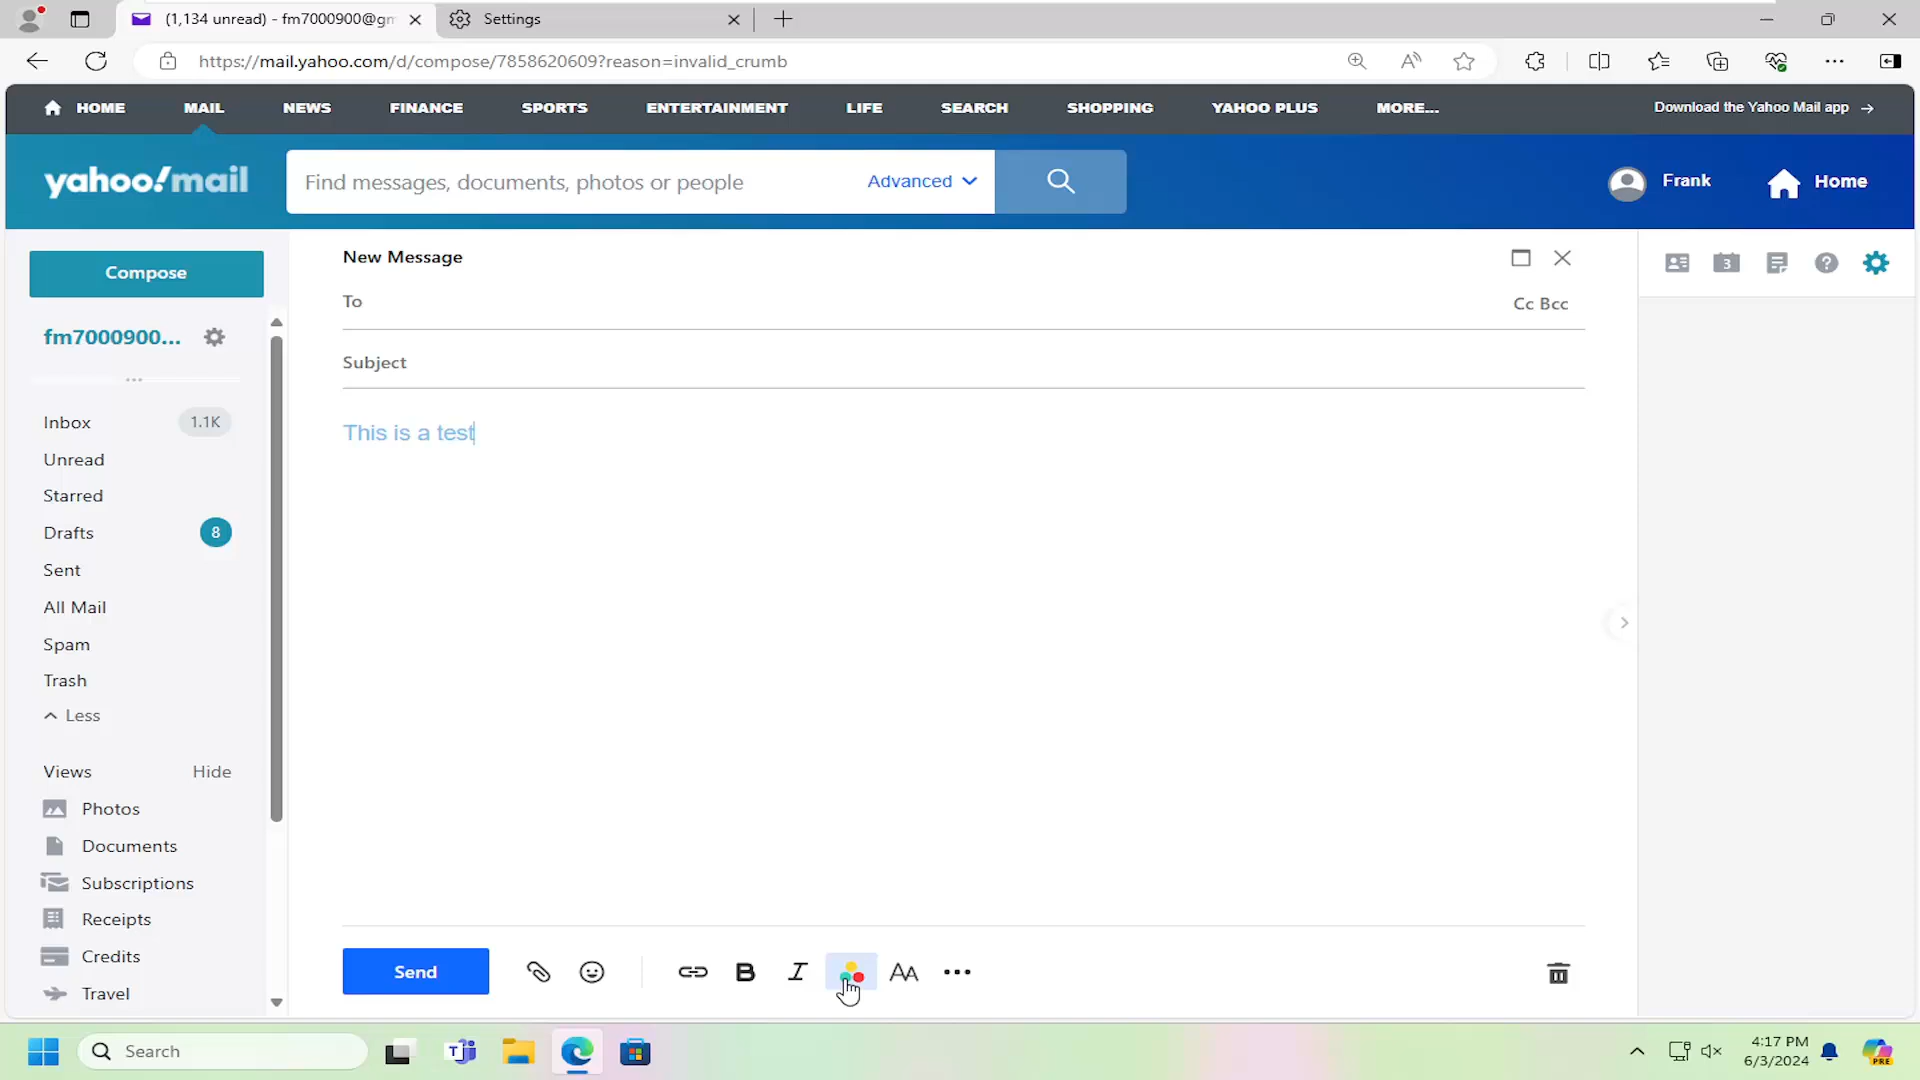 (1,134 unread) - fm7000900@gm
Settings
https://mail.yahoo.com/d/compose/7858620609?reason=invalid_crumb
HOME
MAIL
NEWS
FINANCE
SPORTS
ENTERTAINMENT
LIFE
SEARCH
SHOPPING
YAHOO PLUS
MORE...
Download the Yahoo Mail app
yahoo!mail
Find messages, documents, photos or people
Advanced
Frank
Home
Compose
New Message
3
To
Cc Bcc
fm7000900...
Subject
Inbox
1.1K
This is a test
Unread
Starred
Drafts
8
Sent
All Mail
Spam
Trash
Less
Views
Hide
Photos
Documents
Subscriptions
Receipts
Credits
Travel
Send
B
I
AA
Search
T
4:17 PM
6/3/2024
PRE